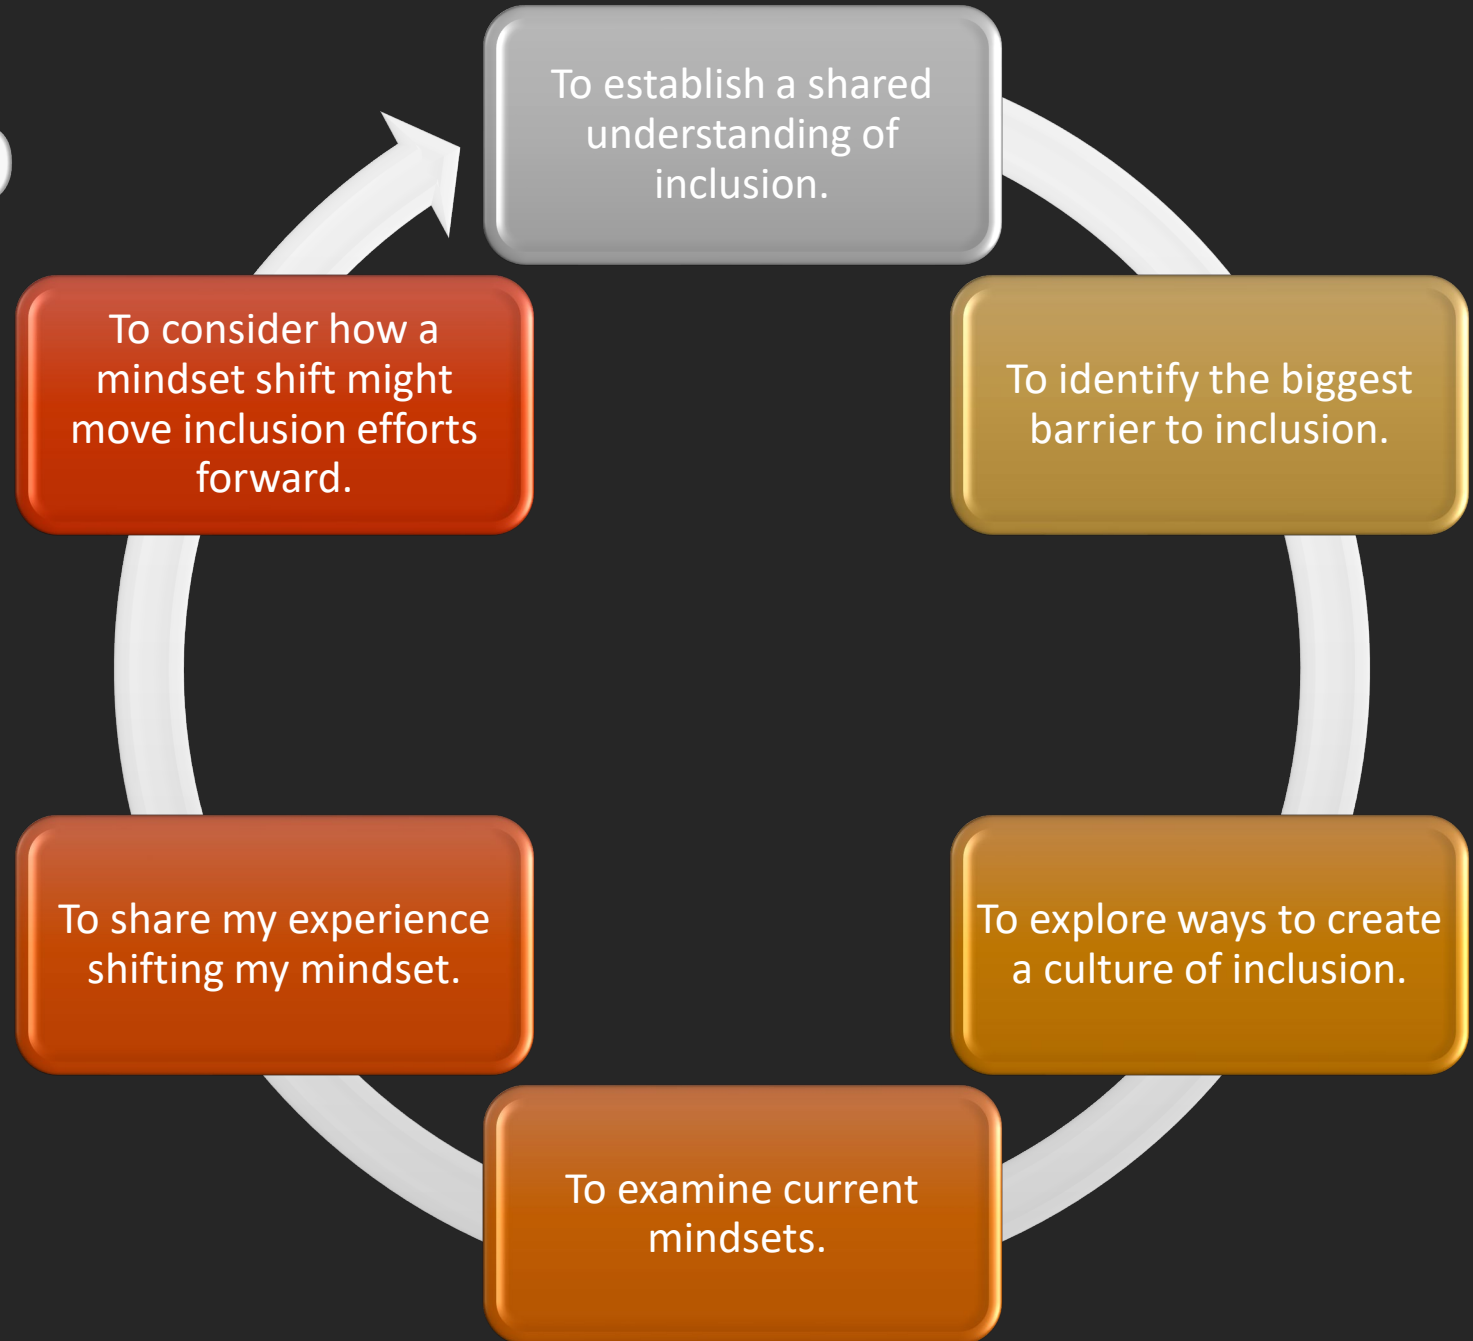 To establish a shared
understanding of
inclusion.
To identify the biggest
barrier to inclusion.
To explore ways to create
a culture of inclusion.
To examine current
mindsets.
To share my experience
shifting my mindset.
To consider how a
mindset shift might
move inclusion efforts
forward.